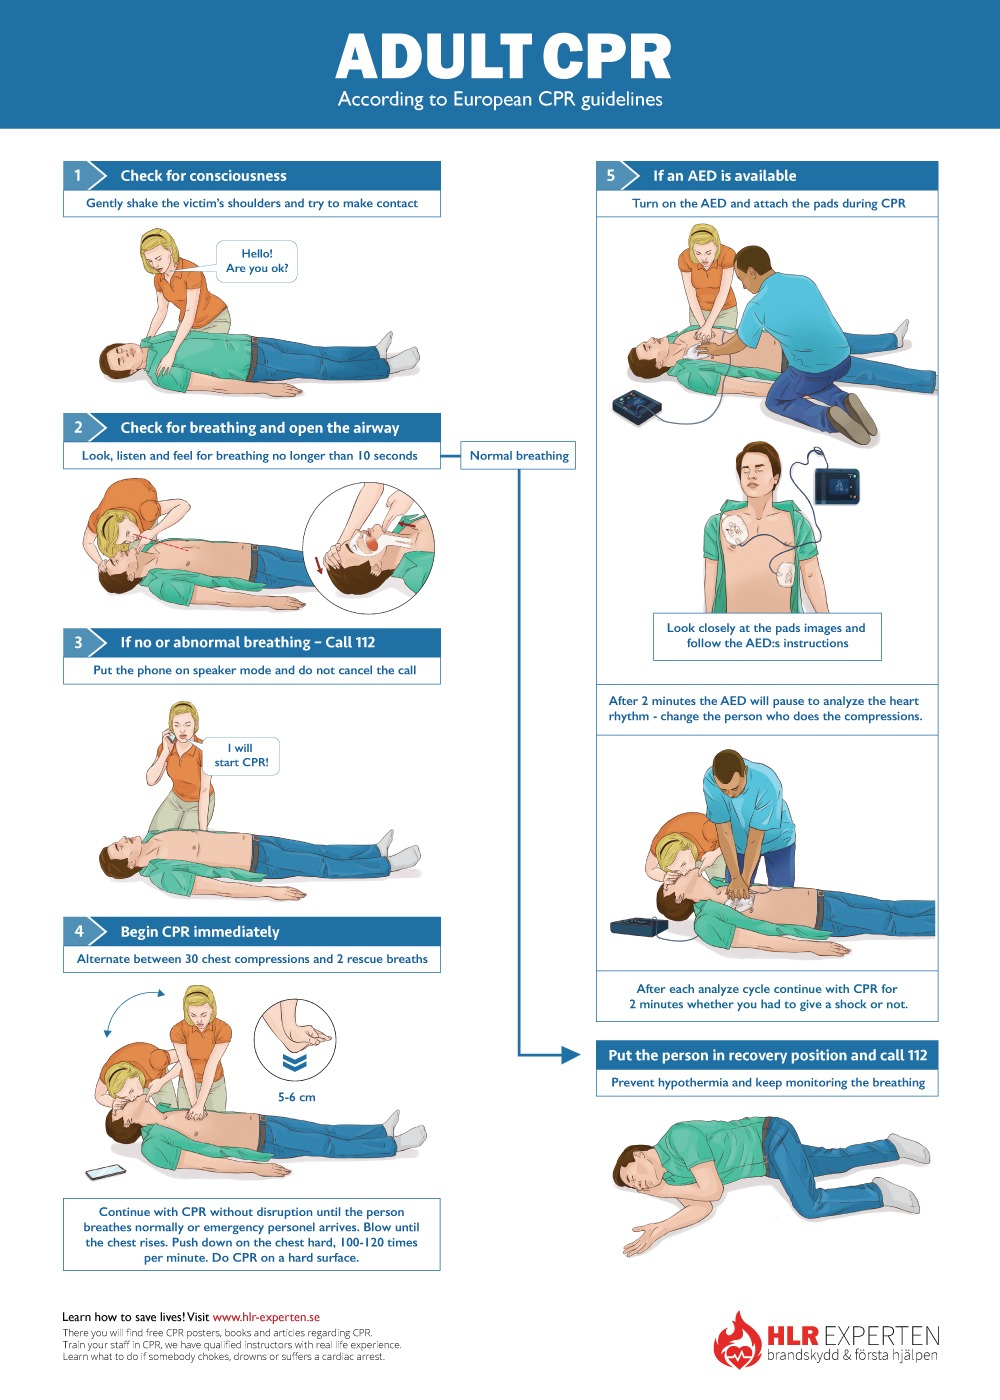 ADULT CPR
According to European CPR guidelines
1 Check for consciousness
Gently shake the victim's shoulders and try to make contact
Hello!
Are you ok?
2 Check for breathing and open the airway
Look, listen and feel for breathing no longer than 10 seconds
Normal breathing
3 If no or abnormal breathing – Call 112
Put the phone on speaker mode and do not cancel the call
I will
start CPR!
4 Begin CPR immediately
Alternate between 30 chest compressions and 2 rescue breaths
5-6 cm
Continue with CPR without disruption until the person
breathes normally or emergency personel arrives. Blow until
the chest rises. Push down on the chest hard, 100-120 times
per minute. Do CPR on a hard surface.
5 If an AED is available
Turn on the AED and attach the pads during CPR
Look closely at the pads images and
follow the AED:s instructions
After 2 minutes the AED will pause to analyze the heart
rhythm - change the person who does the compressions.
After each analyze cycle continue with CPR for
2 minutes whether you had to give a shock or not.
Put the person in recovery position and call 112
Prevent hypothermia and keep monitoring the breathing
Learn how to save lives! Visit www.hlr-experten.se
There you will find free CPR posters, books and articles regarding CPR.
Train your staff in CPR, we have qualified instructors with real life experience.
Learn what to do if somebody chokes, drowns or suffers a cardiac arrest.
HLR EXPERTEN
brandskydd & första hjälpen